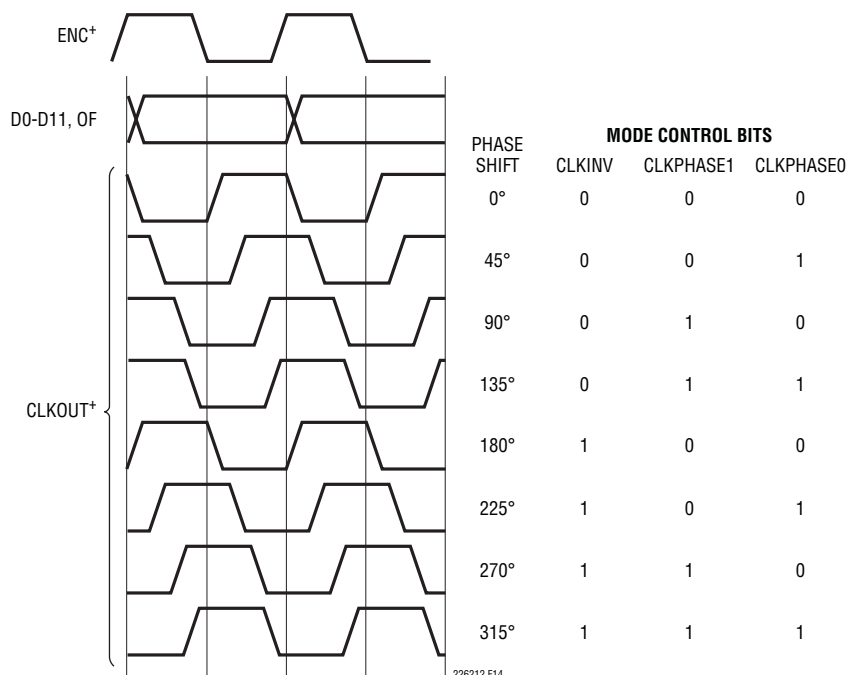 ENC+
D0-D11, OF
CLKOUT+
MODE CONTROL BITS
PHASE SHIFT CLKINV CLKPHASE1 CLKPHASE0
0° 0 0 0
45° 0 0 1
90° 0 1 0
135° 0 1 1
180° 1 0 0
225° 1 0 1
270° 1 1 0
315° 1 1 1
226212 F14